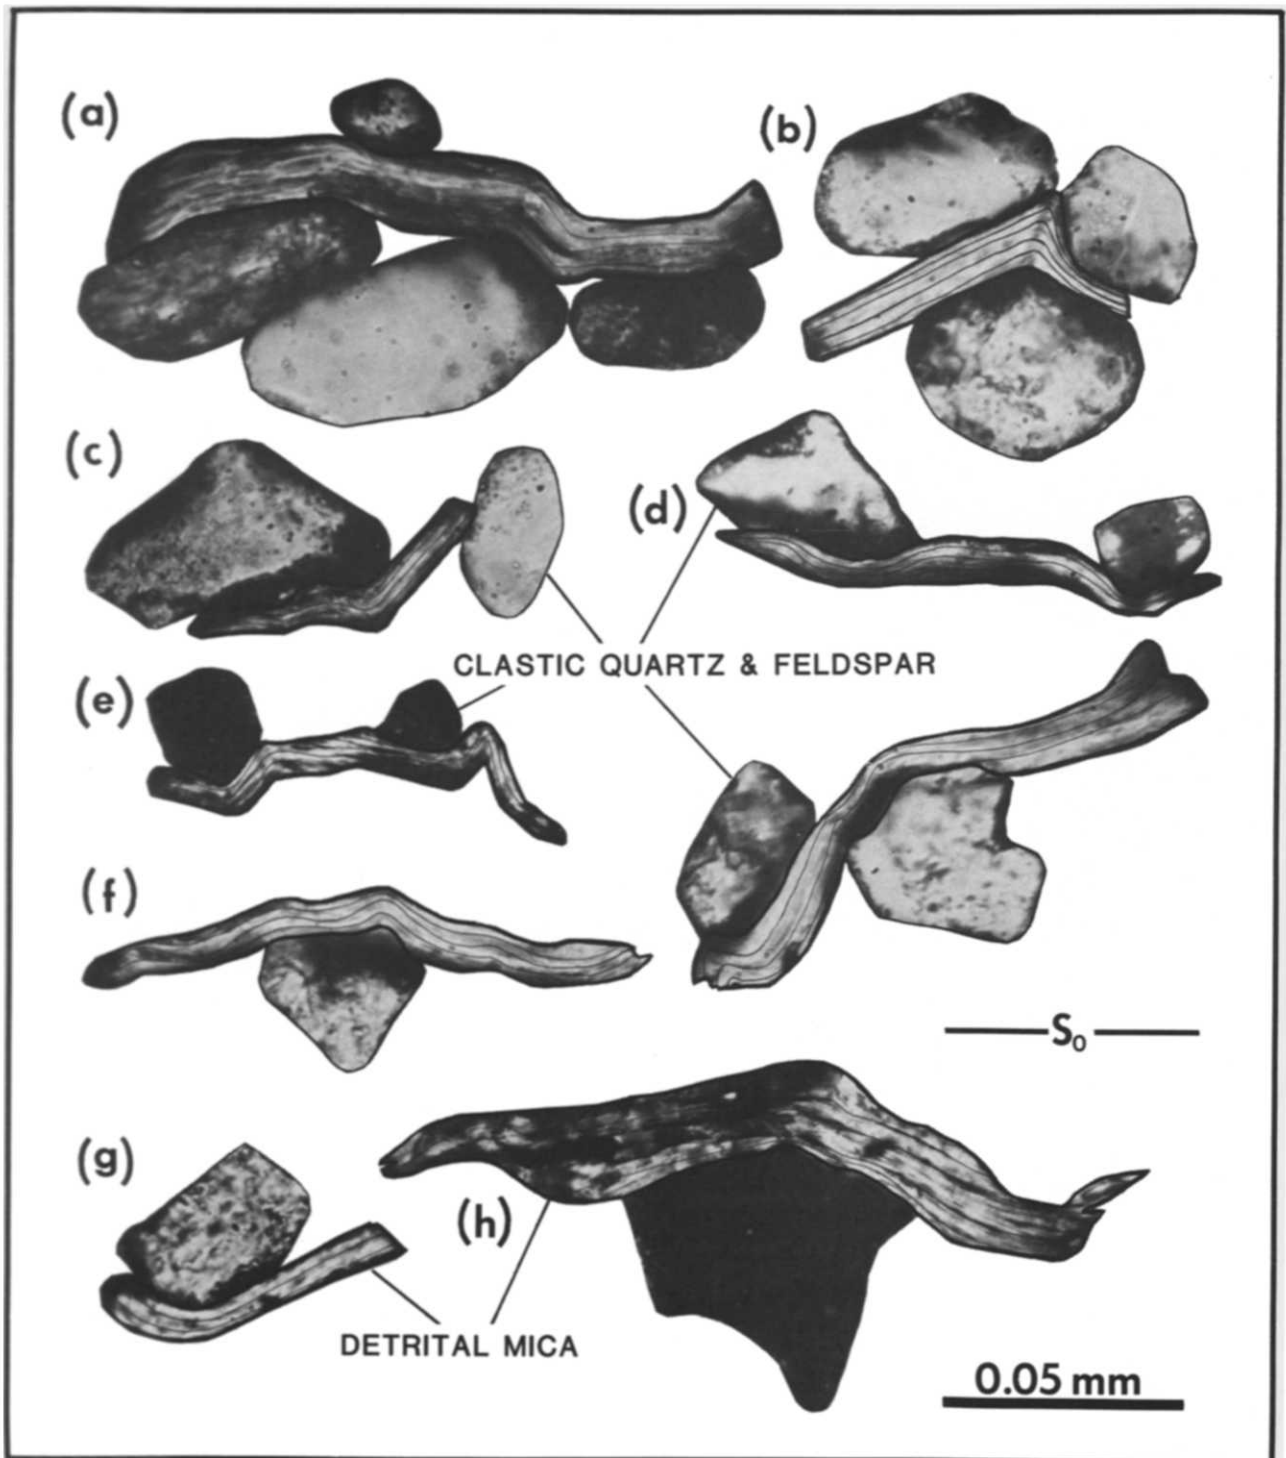 (a)
(b)
(c)
(d)
CLASTIC QUARTZ & FELDSPAR
(e)
(f)
S₀
(g)
(h)
DETRITAL MICA
0.05 mm